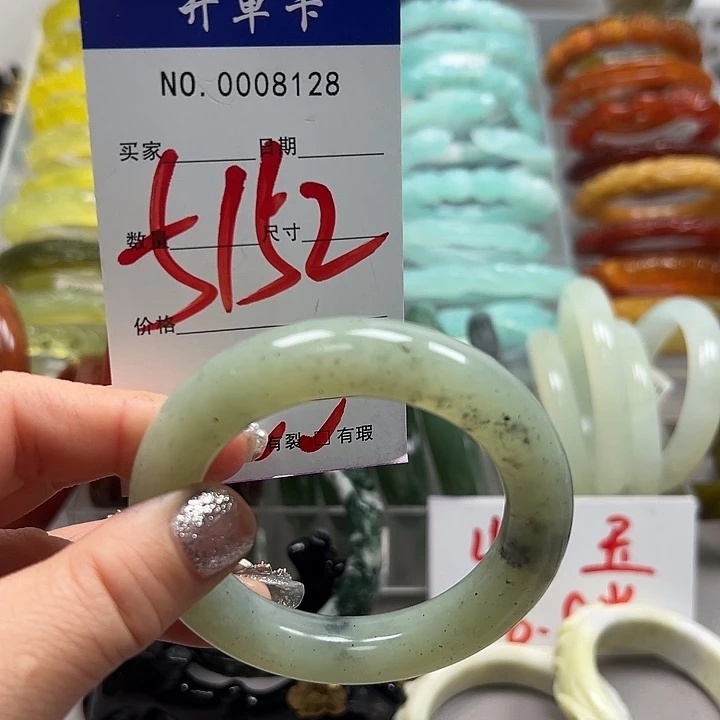 开单卡
NO. 0008128
买家 日期
5152
数量 尺寸
价格
有裂 □ 有瑕
玉